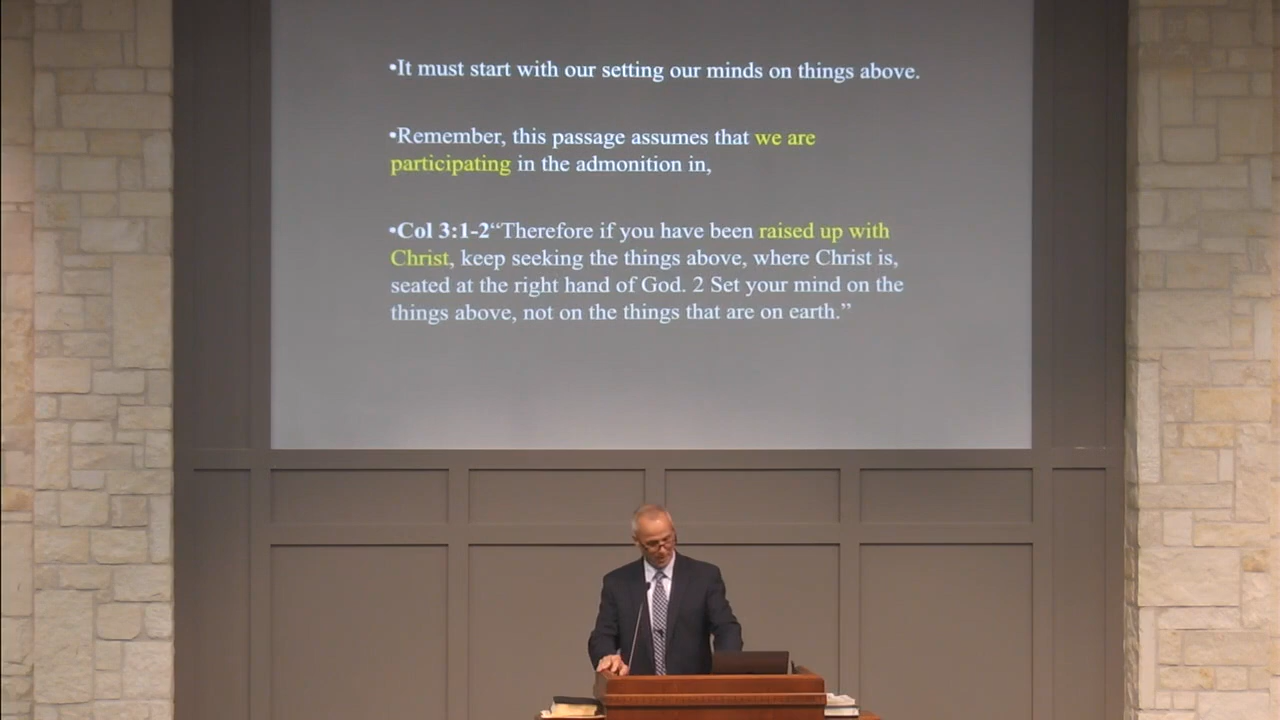 •It must start with our setting our minds on things above.
•Remember, this passage assumes that we are
participating in the admonition in,
•Col 3:1-2“Therefore if you have been raised up with
Christ, keep seeking the things above, where Christ is,
seated at the right hand of God. 2 Set your mind on the
things above, not on the things that are on earth.”